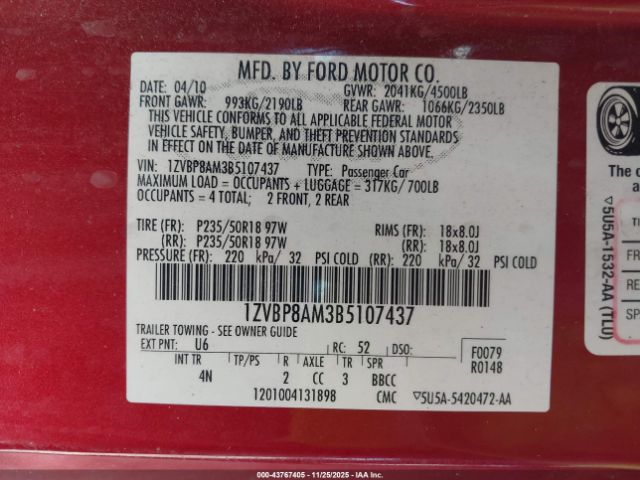 MFD. BY FORD MOTOR CO.
DATE: 04/10 GVWR: 2041KG/4500LB
FRONT GAWR: 993KG/2190LB REAR GAWR: 1066KG/2350LB
THIS VEHICLE CONFORMS TO ALL APPLICABLE FEDERAL MOTOR
VEHICLE SAFETY, BUMPER, AND THEFT PREVENTION STANDARDS
IN EFFECT ON THE DATE OF MANUFACTURE SHOWN ABOVE.
VIN: 1ZVBP8AM3B5107437 TYPE: Passenger Car
MAXIMUM LOAD = OCCUPANTS + LUGGAGE = 317KG/ 700LB
OCCUPANTS = 4 TOTAL; 2 FRONT, 2 REAR
TIRE (FR): P235/50R18 97W RIMS (FR): 18x8.0J
(RR): P235/50R18 97W (RR): 18x8.0J
PRESSURE (FR): 220 kPa/ 32 PSI COLD (RR): 220 kPa/ 32 PSI COLD
1ZVBP8AM3B5107437
TRAILER TOWING - SEE OWNER GUIDE
EXT PNT: U6 RC: 52 DSO: F0079
R0148
INT TR TP/PS R AXLE TR SPR
4N 2 CC 3 BBCC
1201004131898 CMC ▽5U5A-5420472-AA
The c
a
▽5U5A-1532-AA (TLU)
TI
FR
RE
SP
000-43767405 - 11/25/2025 - IAAI.COM